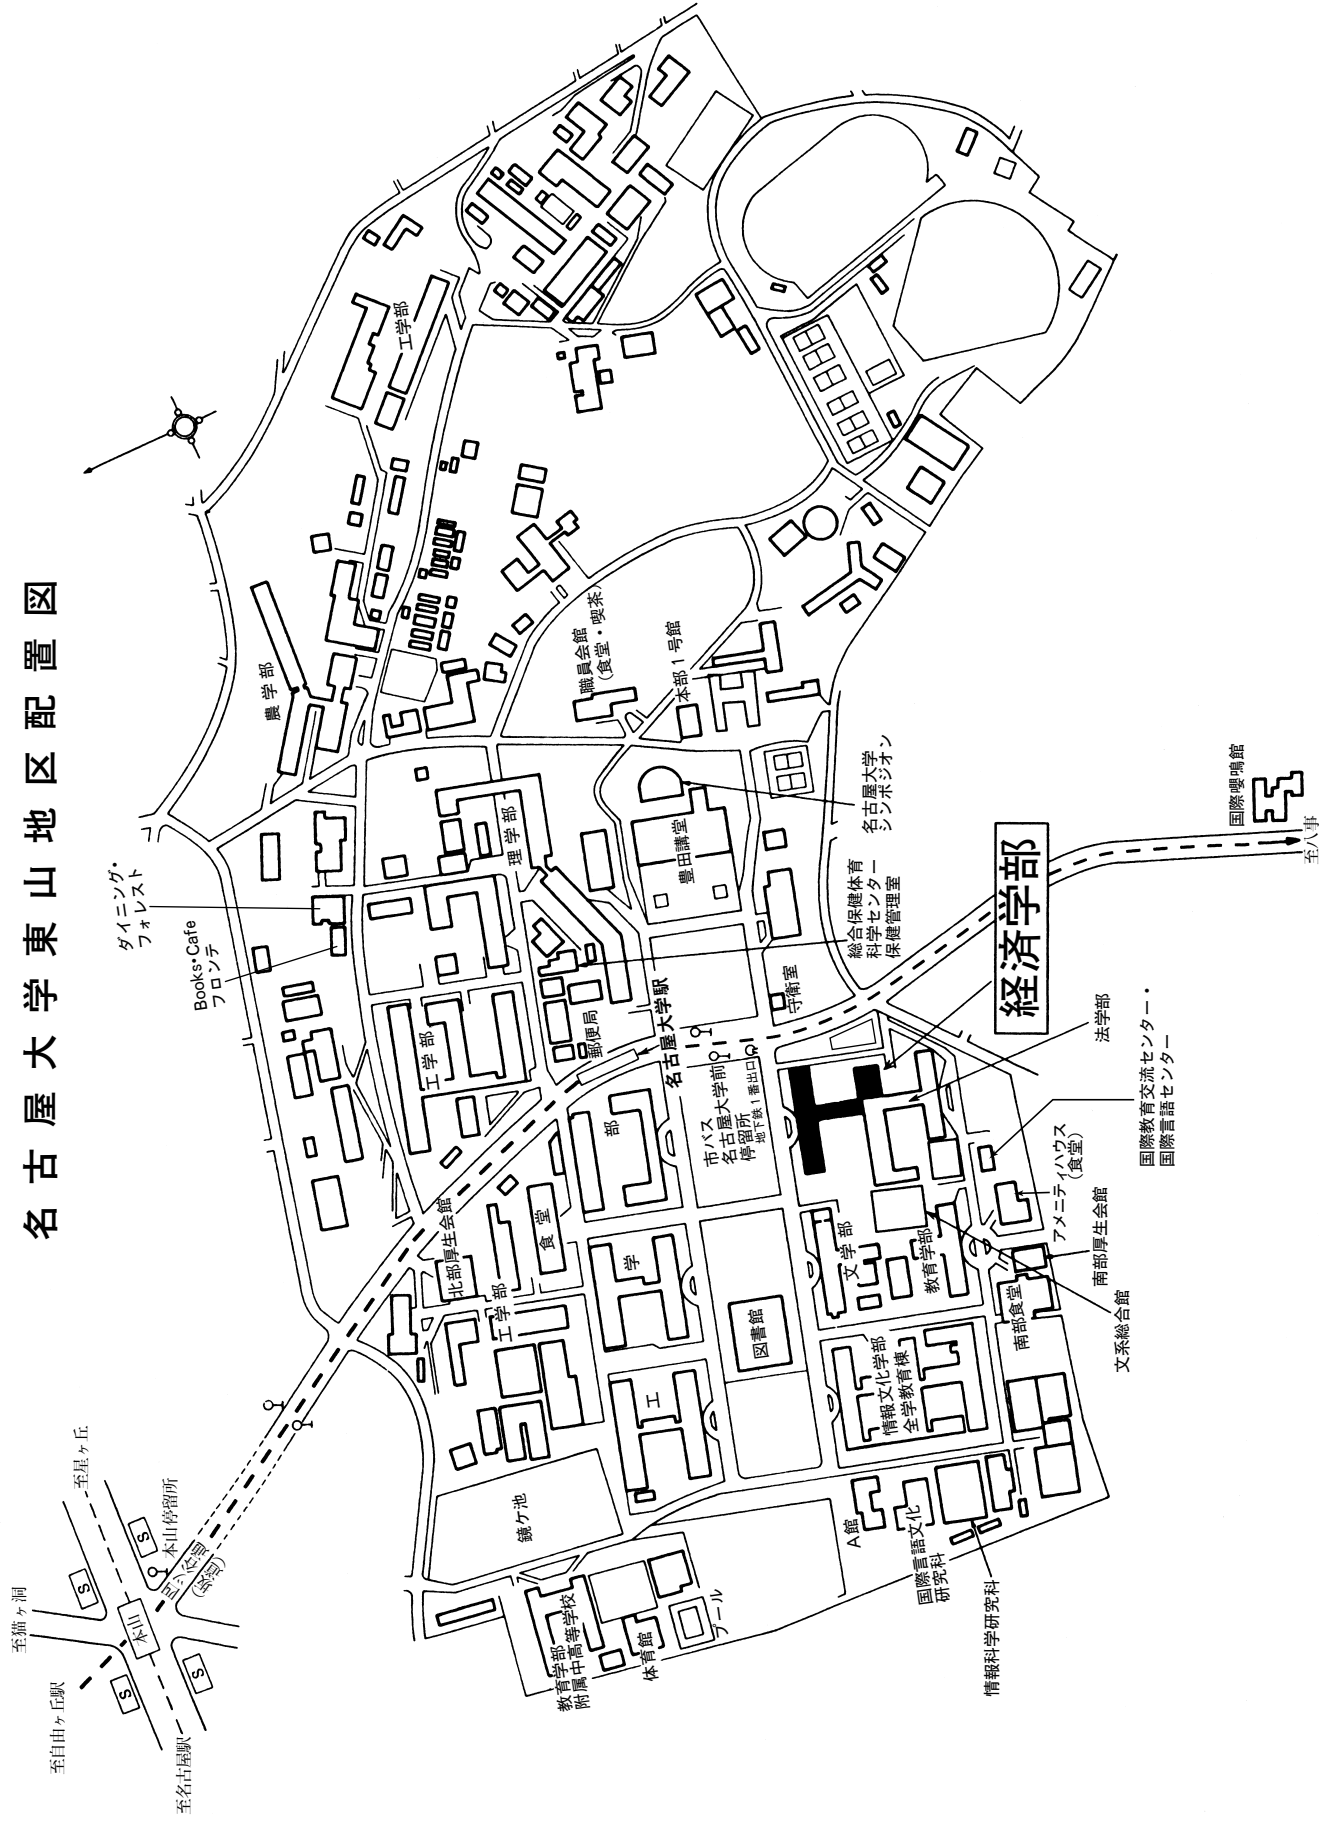 名古屋大学東山地区配置図
至猫ヶ洞
至自由ヶ丘駅
至名古屋駅
至星ヶ丘
本山
S
S
S
S
本山停留所
四ツ谷通
(坂道)
ダイニング・
フォレスト
Books・Cafe
フロンテ
農学部
工学部
工学部
理学部
職員会館
(食堂・喫茶)
本部1号館
豊田講堂
名古屋大学
シンポジオン
総合保健体育
科学センター
保健管理室
郵便局
名古屋大学駅
守衛室
市バス
名古屋大学前
停留所
地下鉄1番出口
北部厚生会館
食堂
工学部
工
学
部
図書館
鏡ケ池
教育学部
附属中高等学校
体育館
プール
経済学部
法学部
国際教育交流センター・
国際言語センター
アメニティハウス
(食堂)
南部厚生会館
文系総合館
南部食堂
文学部
教育学部
情報文化学部
全学教育棟
A館
国際言語文化
研究科
情報科学研究科
国際嚶鳴館
至八事